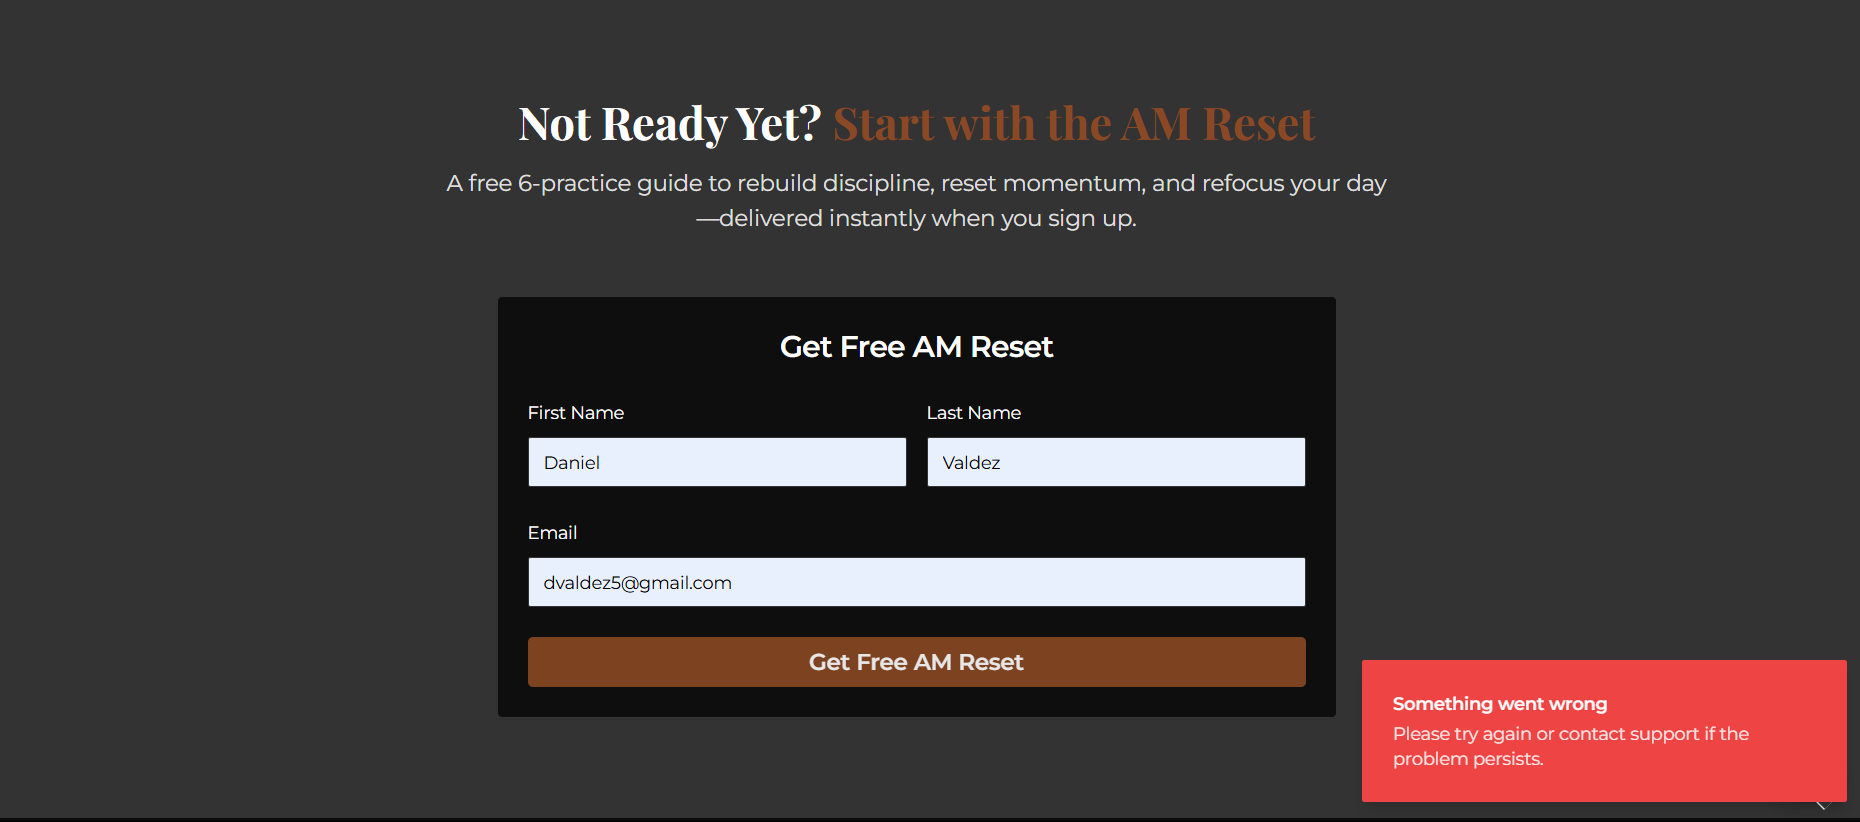 Not Ready Yet? Start with the AM Reset
A free 6-practice guide to rebuild discipline, reset momentum, and refocus your day
—delivered instantly when you sign up.
Get Free AM Reset
First Name
Last Name
Daniel
Valdez
Email
dvaldez5@gmail.com
Get Free AM Reset
Something went wrong
Please try again or contact support if the
problem persists.